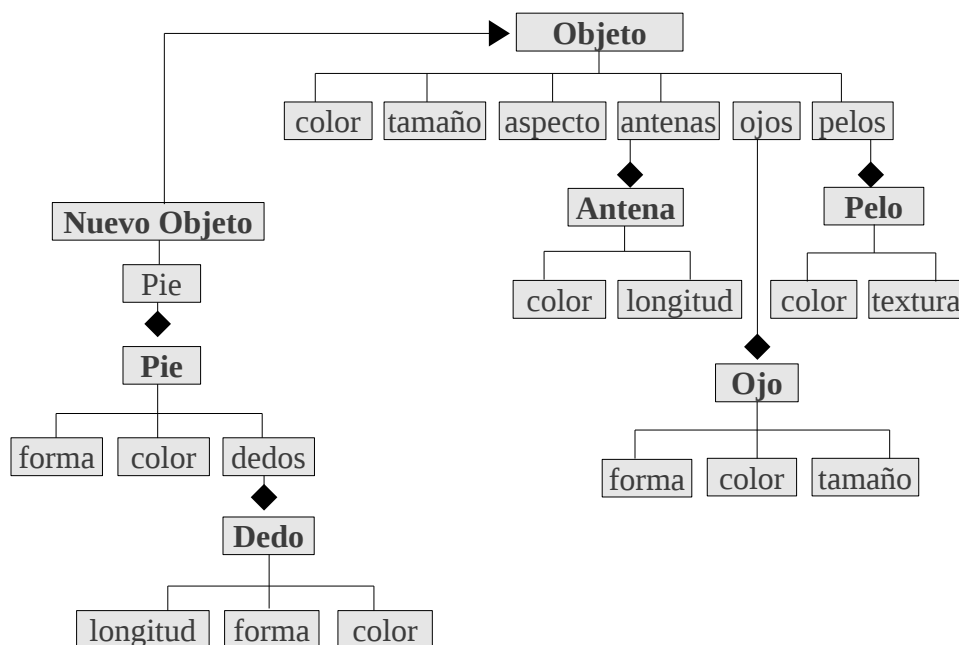 Objeto
color
tamaño
aspecto
antenas
ojos
pelos
Antena
color
longitud
Pelo
color
textura
Ojo
forma
color
tamaño
Nuevo Objeto
Pie
Pie
forma
color
dedos
Dedo
longitud
forma
color